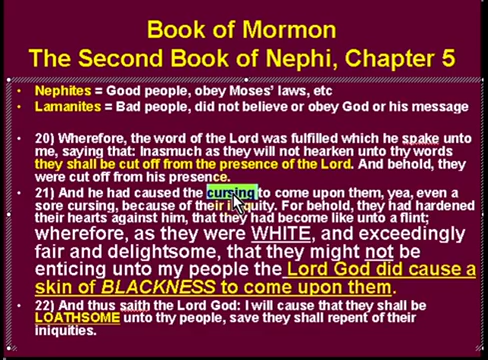 Book of Mormon
The Second Book of Nephi, Chapter 5
• Nephites = Good people, obey Moses' laws, etc
• Lamanites = Bad people, did not believe or obey God or his message
• 20) Wherefore, the word of the Lord was fulfilled which he spake unto
me, saying that: Inasmuch as they will not hearken unto thy words
they shall be cut off from the presence of the Lord. And behold, they
were cut off from his presence.
• 21) And he had caused the cursing to come upon them, yea, even a
sore cursing, because of their iniquity. For behold, they had hardened
their hearts against him, that they had become like unto a flint;
wherefore, as they were WHITE, and exceedingly
fair and delightsome, that they might not be
enticing unto my people the Lord God did cause a
skin of BLACKNESS to come upon them.
• 22) And thus saith the Lord God: I will cause that they shall be
LOATHSOME unto thy people, save they shall repent of their
iniquities.